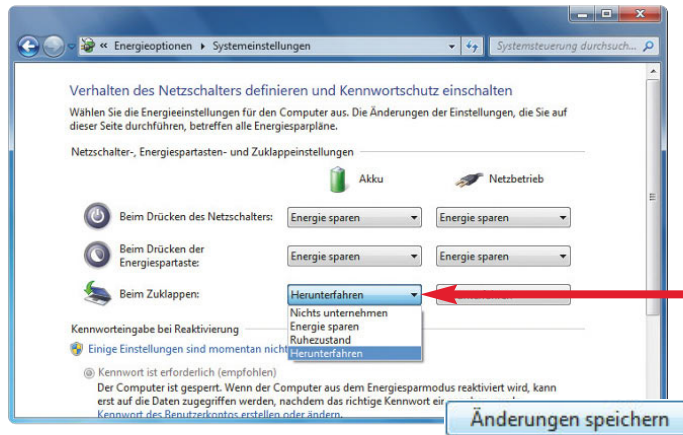 « Energieoptionen ▸ Systemeinstellungen
Systemsteuerung durchsuch...
Verhalten des Netzschalters definieren und Kennwortschutz einschalten
Wählen Sie die Energieeinstellungen für den Computer aus. Die Änderungen der Einstellungen, die Sie auf
dieser Seite durchführen, betreffen alle Energiesparpläne.
Netzschalter-, Energiespartasten- und Zuklappeinstellungen
Akku Netzbetrieb
Beim Drücken des Netzschalters: Energie sparen Energie sparen
Beim Drücken der
Energiespartaste: Energie sparen Energie sparen
Beim Zuklappen: Herunterfahren
Nichts unternehmen
Energie sparen
Ruhezustand
Herunterfahren
Kennworteingabe bei Reaktivierung
Einige Einstellungen sind momentan
Kennwort ist erforderlich (empfohlen)
Der Computer ist gesperrt. Wenn der Computer aus dem Energiesparmodus reaktiviert wird, kann
erst auf die Daten zugegriffen werden, nachdem das richtige Kennwort
Kennwort des Benutzerkontos erstellen oder ändern.
Änderungen speichern